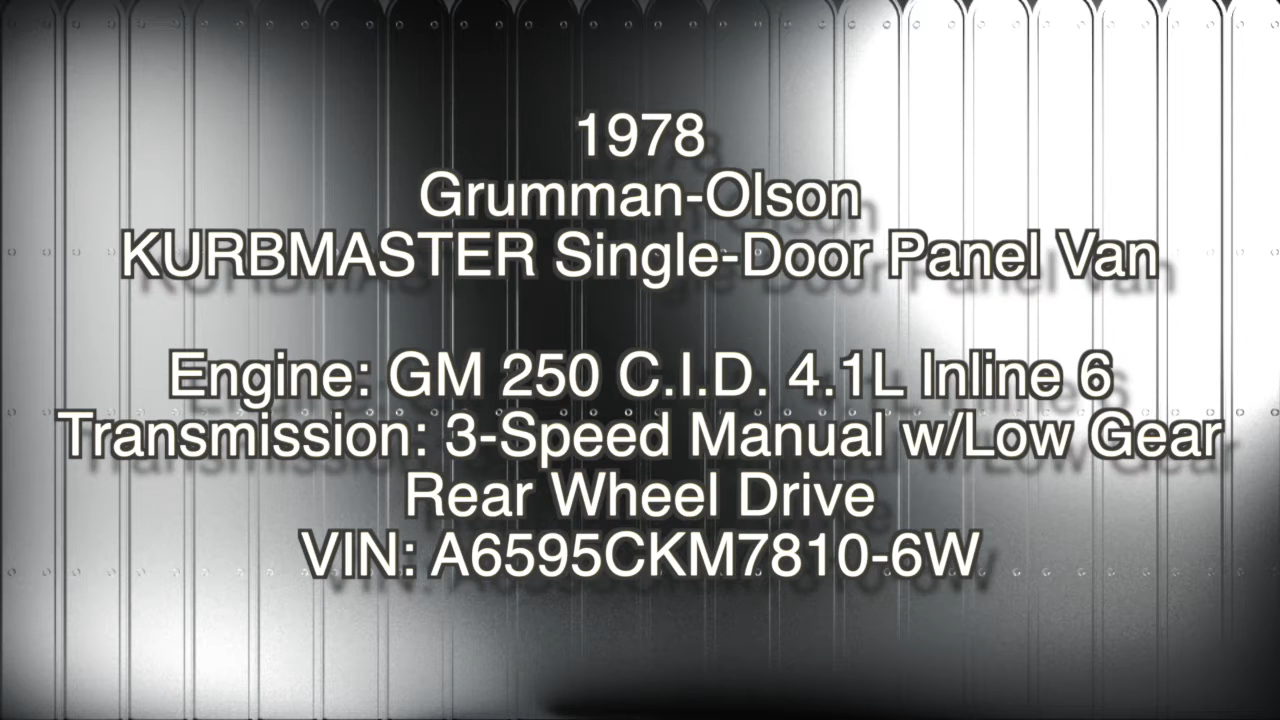 1978
Grumman-Olson
KURBMASTER Single-Door Panel Van
Engine: GM 250 C.I.D. 4.1L Inline 6
Transmission: 3-Speed Manual w/Low Gear
Rear Wheel Drive
VIN: A6595CKM7810-6W